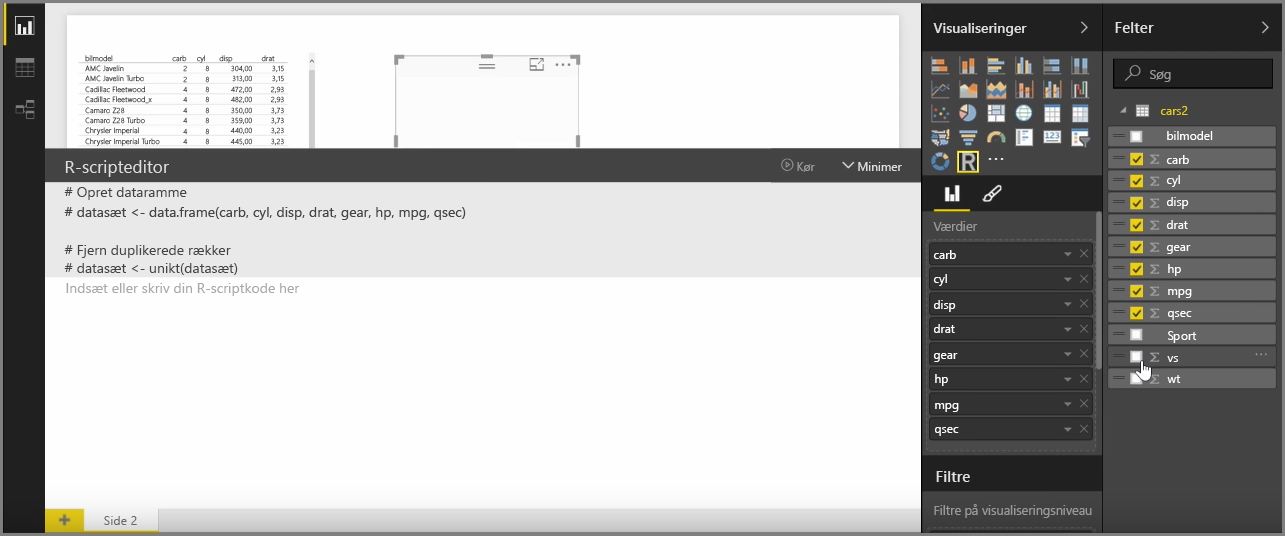 bilmodel carb cyl disp drat
AMC Javelin 2 8 304,00 3,15
AMC Javelin Turbo 2 8 313,00 3,15
Cadillac Fleetwood 4 8 472,00 2,93
Cadillac Fleetwood_x 4 8 482,00 2,93
Camaro Z28 4 8 350,00 3,73
Camaro Z28 Turbo 4 8 359,00 3,73
Chrysler Imperial 4 8 440,00 3,23
Chrysler Imperial Turbo 4 8 445,00 3,23
R-scripteditor Kør Minimer
# Opret dataramme
# datasæt <- data.frame(carb, cyl, disp, drat, gear, hp, mpg, qsec)
# Fjern duplikerede rækker
# datasæt <- unikt(datasæt)
Indsæt eller skriv din R-scriptkode her
Side 2
Visualiseringer
R
Værdier
carb
cyl
disp
drat
gear
hp
mpg
qsec
Filtre
Filtre på visualiseringsniveau
Felter
Søg
cars2
bilmodel
carb
cyl
disp
drat
gear
hp
mpg
qsec
Sport
vs
wt